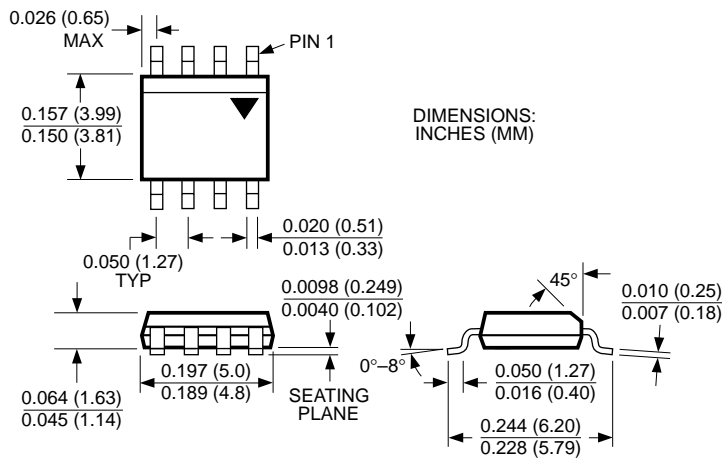 0.026 (0.65)
MAX
PIN 1
0.157 (3.99)
0.150 (3.81)
DIMENSIONS:
INCHES (MM)
0.020 (0.51)
0.013 (0.33)
0.050 (1.27)
TYP
0.0098 (0.249)
0.0040 (0.102)
45°
0.010 (0.25)
0.007 (0.18)
0°–8°
0.064 (1.63)
0.045 (1.14)
0.197 (5.0)
0.189 (4.8)
SEATING
PLANE
0.050 (1.27)
0.016 (0.40)
0.244 (6.20)
0.228 (5.79)